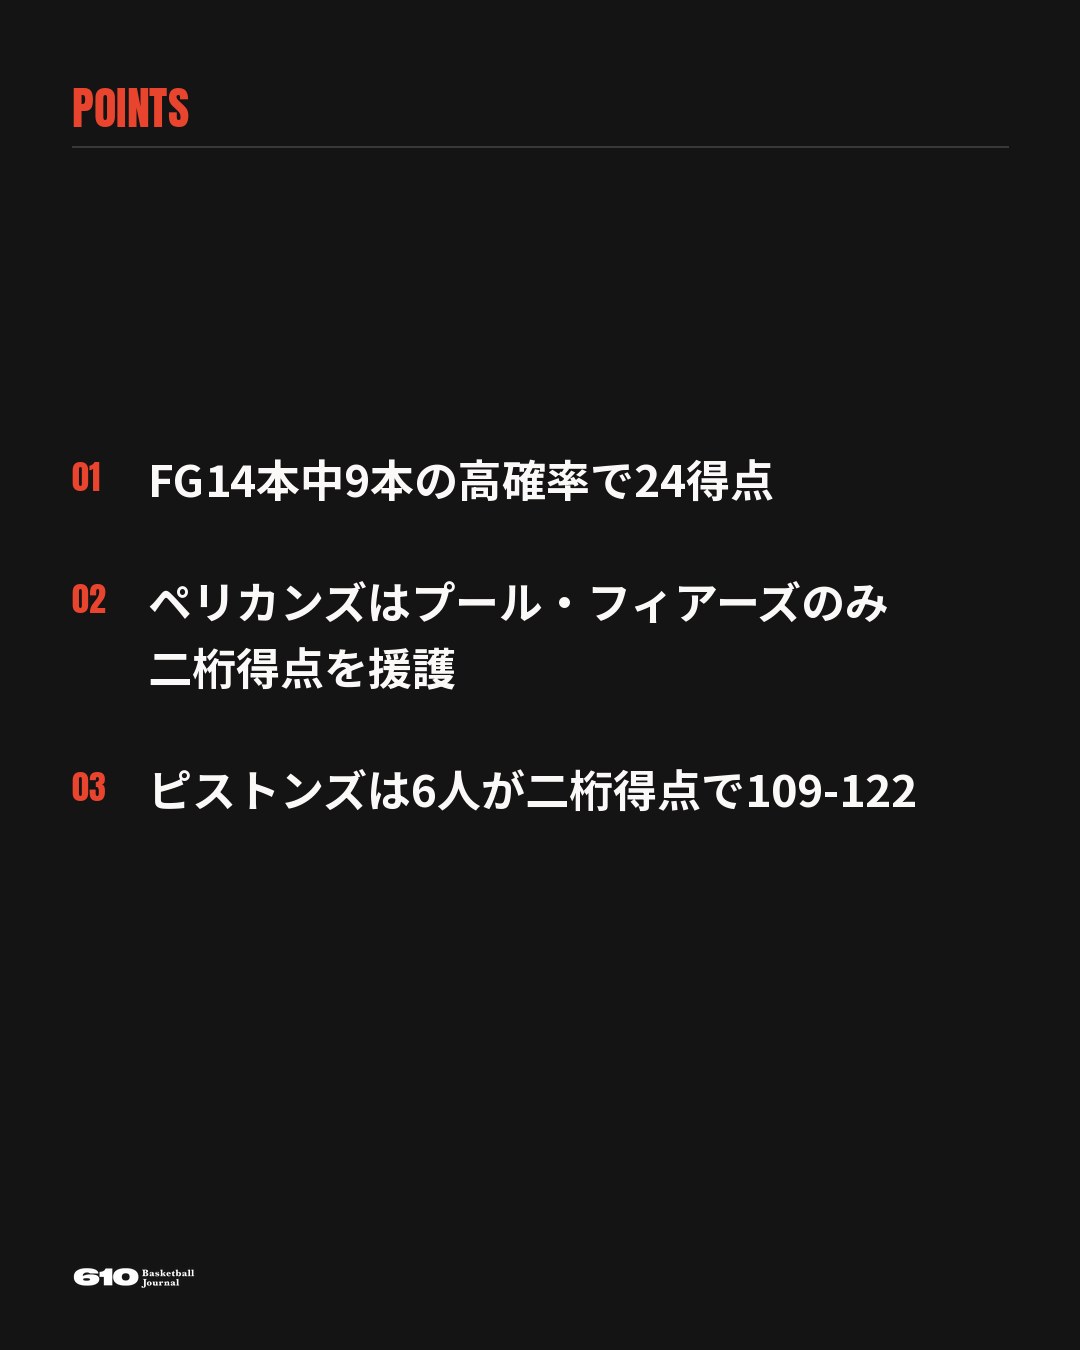 POINTS
01 FG14本中9本の高確率で24得点
02 ペリカンズはプール・フィアーズのみ
二桁得点を援護
03 ピストンズは6人が二桁得点で109-122
610 Basketball
Journal